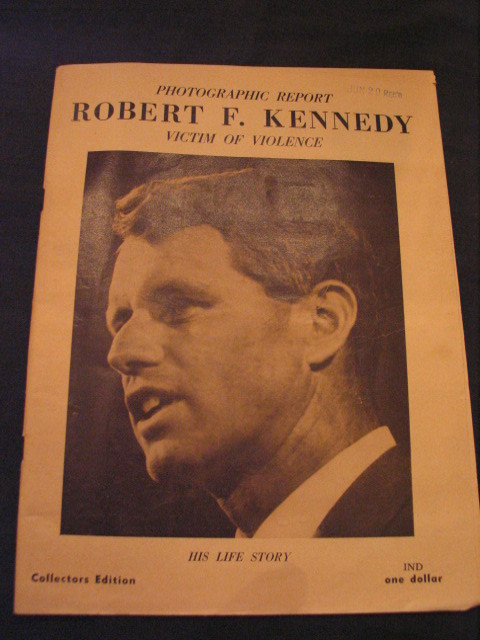 PHOTOGRAPHIC REPORT
ROBERT F. KENNEDY
VICTIM OF VIOLENCE
HIS LIFE STORY
Collectors Edition
IND
one dollar